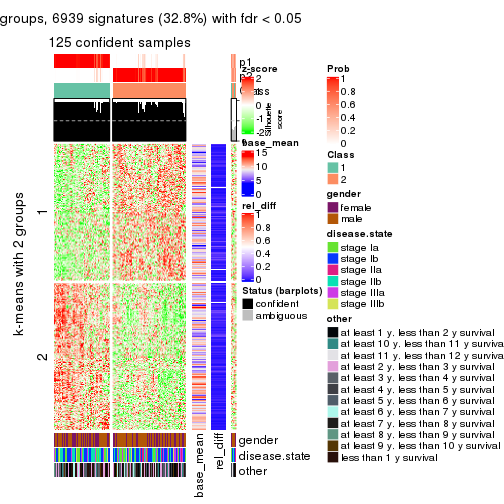 groups, 6939 signatures (32.8%) with fdr < 0.05
125 confident samples
p1
p2
Class
Silhouette
score
k-means with 2 groups
1
2
gender
disease.state
other
base_mean
rel_diff
z-score
2
1
0
-1
-2
base_mean
15
10
5
0
rel_diff
1
0.8
0.6
0.4
0.2
0
Status (barplots)
confident
ambiguous
Prob
1
0.8
0.6
0.4
0.2
0
Class
1
2
gender
female
male
disease.state
stage Ia
stage Ib
stage IIa
stage IIb
stage IIIa
stage IIIb
other
at least 1 y. less than 2 y survival
at least 10 y. less than 11 y survival
at least 11 y. less than 12 y survival
at least 2 y. less than 3 y survival
at least 3 y. less than 4 y survival
at least 4 y. less than 5 y survival
at least 5 y. less than 6 y survival
at least 6 y. less than 7 y survival
at least 7 y. less than 8 y survival
at least 8 y. less than 9 y survival
at least 9 y. less than 10 y survival
less than 1 y survival